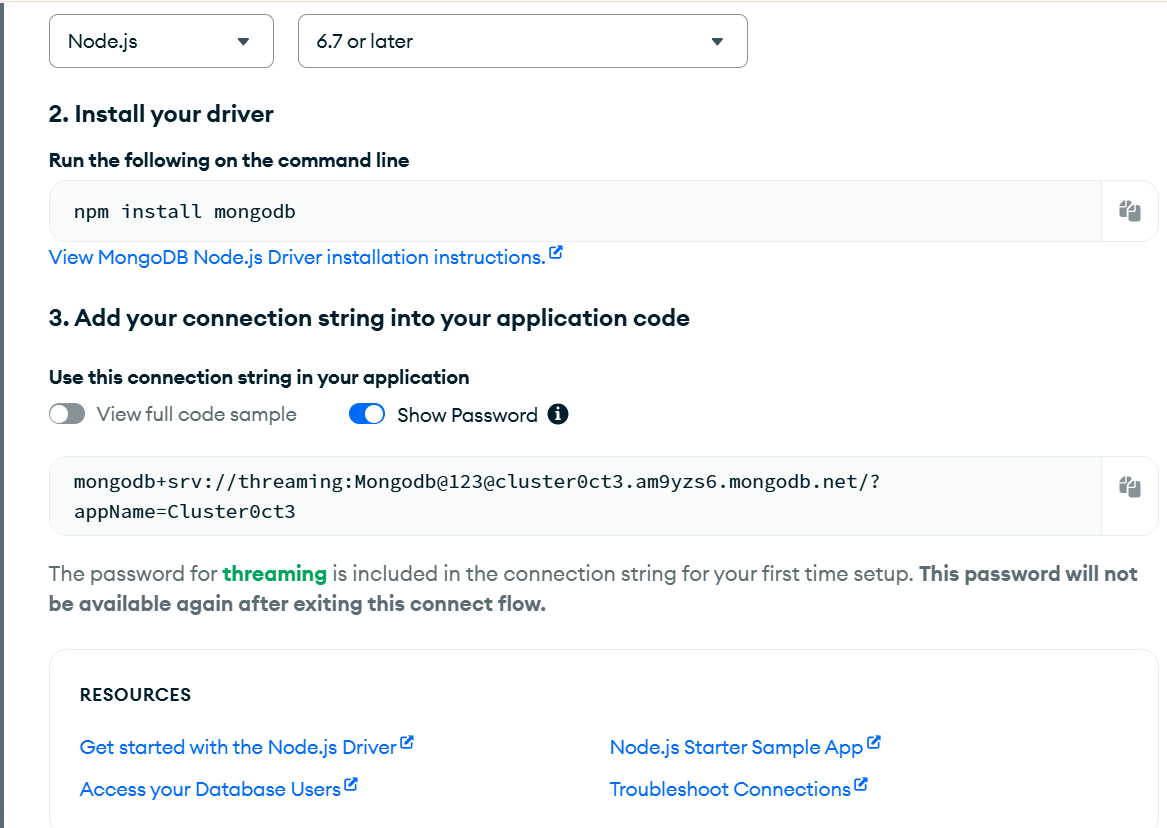 Node.js
6.7 or later
2. Install your driver
Run the following on the command line
npm install mongodb
View MongoDB Node.js Driver installation instructions.
3. Add your connection string into your application code
Use this connection string in your application
View full code sample
Show Password
mongodb+srv://threaming:Mongodb@123@cluster0ct3.am9yzs6.mongodb.net/?
appName=Cluster0ct3
The password for threaming is included in the connection string for your first time setup. This password will not
be available again after exiting this connect flow.
RESOURCES
Get started with the Node.js Driver
Node.js Starter Sample App
Access your Database Users
Troubleshoot Connections